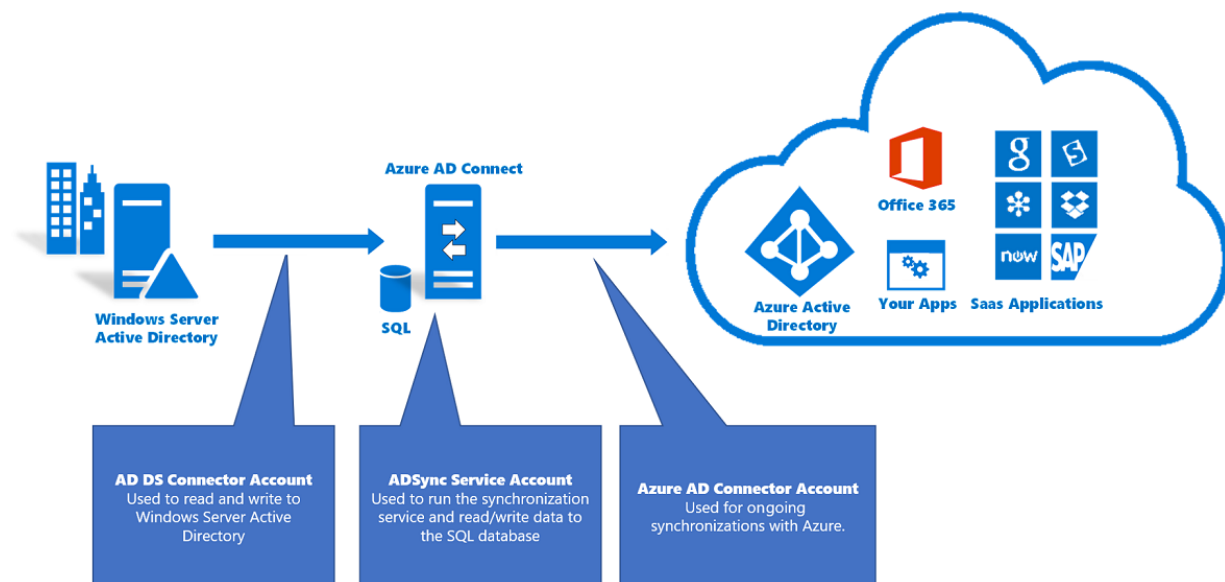 Azure AD Connect
Windows Server
Active Directory
SQL
Office 365
Azure Active
Directory
Your Apps
Saas Applications
g
S
now
SAP
AD DS Connector Account
Used to read and write to
Windows Server Active
Directory
ADSync Service Account
Used to run the synchronization
service and read/write data to
the SQL database
Azure AD Connector Account
Used for ongoing
synchronizations with Azure.